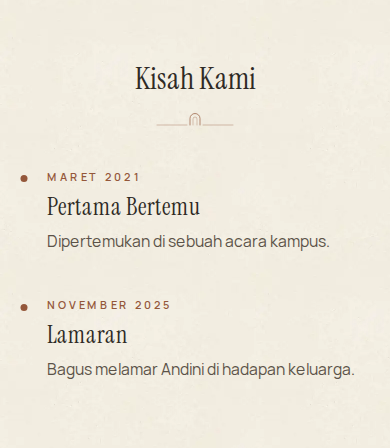 Kisah Kami
MARET 2021
Pertama Bertemu
Dipertemukan di sebuah acara kampus.
NOVEMBER 2025
Lamaran
Bagus melamar Andini di hadapan keluarga.